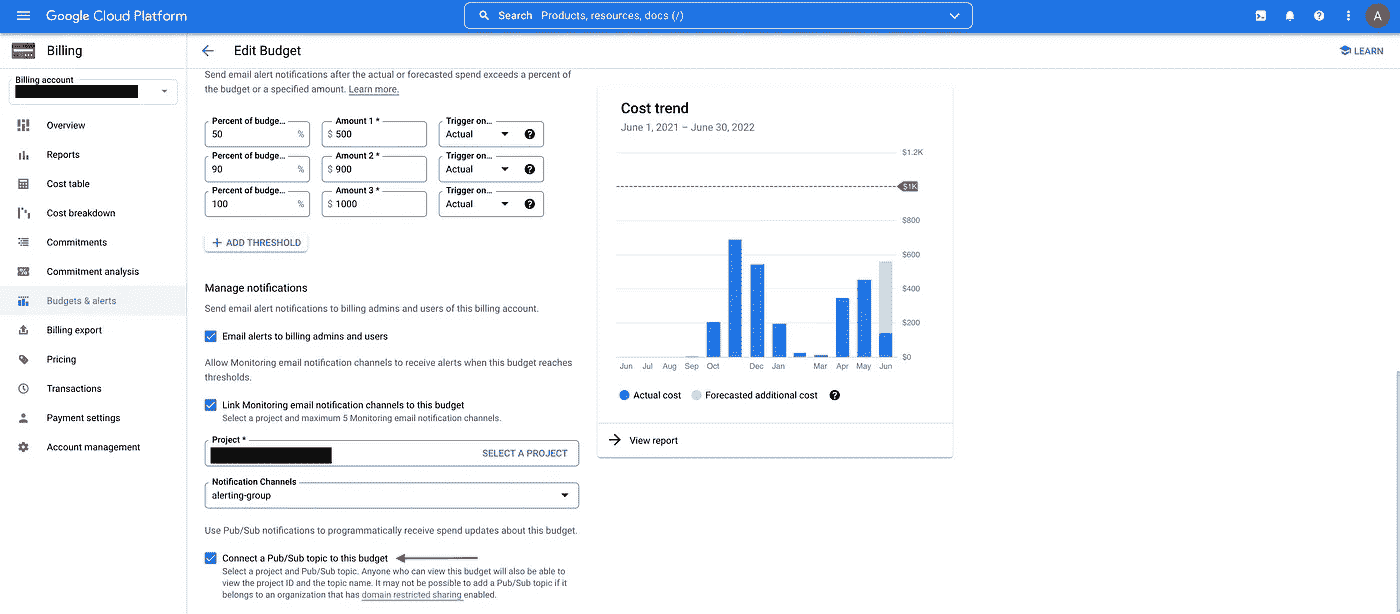 Google Cloud Platform
Search Products, resources, docs (/)
A
Billing
Edit Budget
LEARN
Billing account
Overview
Reports
Cost table
Cost breakdown
Commitments
Commitment analysis
Budgets & alerts
Billing export
Pricing
Transactions
Payment settings
Account management
Send email alert notifications after the actual or forecasted spend exceeds a percent of
the budget or a specified amount. Learn more.
Percent of budge... Amount 1 * Trigger on...
50 % $ 500 Actual
Percent of budge... Amount 2 * Trigger on...
90 % $ 900 Actual
Percent of budge... Amount 3 * Trigger on...
100 % $ 1000 Actual
+ ADD THRESHOLD
Manage notifications
Send email alert notifications to billing admins and users of this billing account.
Email alerts to billing admins and users
Allow Monitoring email notification channels to receive alerts when this budget reaches
thresholds.
Link Monitoring email notification channels to this budget
Select a project and maximum 5 Monitoring email notification channels.
Project *
SELECT A PROJECT
Notification Channels
alerting-group
Use Pub/Sub notifications to programmatically receive spend updates about this budget.
Connect a Pub/Sub topic to this budget
Select a project and Pub/Sub topic. Anyone who can view this budget will also be able to
view the project ID and the topic name. It may not be possible to add a Pub/Sub topic if it
belongs to an organization that has domain restricted sharing enabled.
Cost trend
June 1, 2021 – June 30, 2022
$1.2K
$1K
$800
$600
$400
$200
$0
Jun Jul Aug Sep Oct Dec Jan Mar Apr May Jun
Actual cost Forecasted additional cost
View report